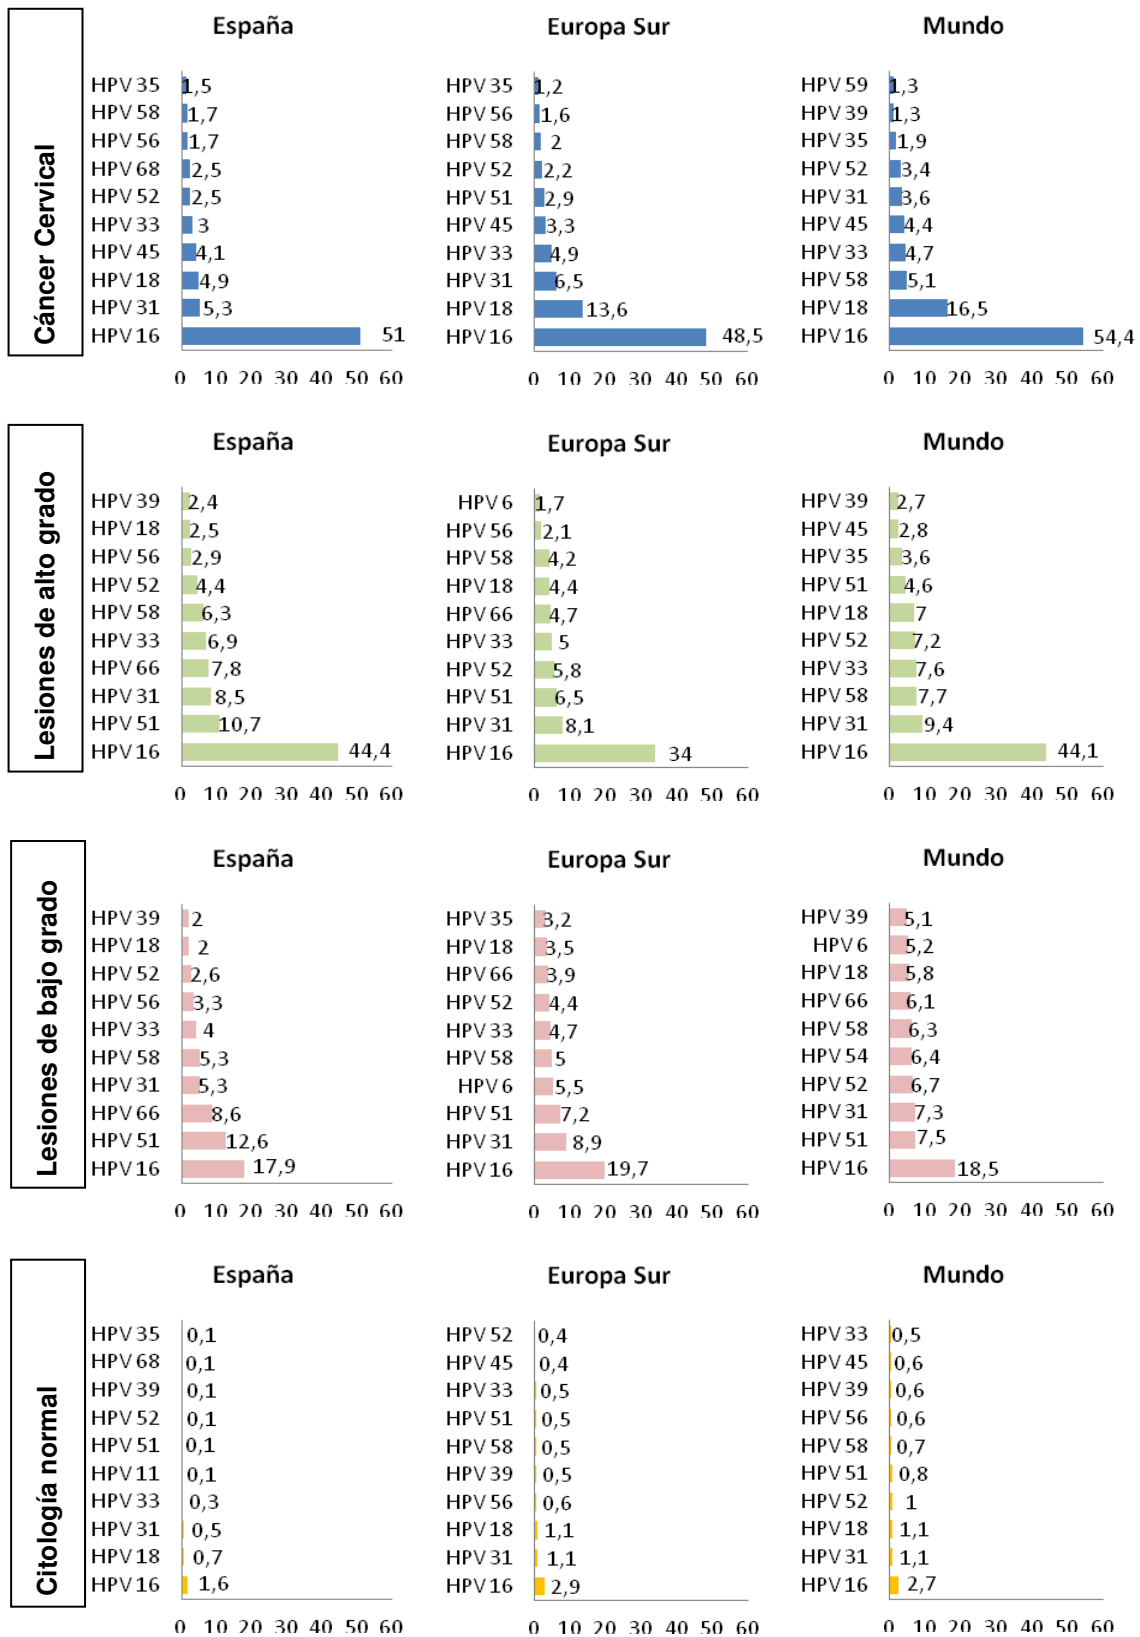 Cáncer Cervical
España
HPV 35 1,5
HPV 58 1,7
HPV 56 1,7
HPV 68 2,5
HPV 52 2,5
HPV 33 3
HPV 45 4,1
HPV 18 4,9
HPV 31 5,3
HPV 16 51
0 10 20 30 40 50 60
Europa Sur
HPV 35 1,2
HPV 56 1,6
HPV 58 2
HPV 52 2,2
HPV 51 2,9
HPV 45 3,3
HPV 33 4,9
HPV 31 6,5
HPV 18 13,6
HPV 16 48,5
0 10 20 30 40 50 60
Mundo
HPV 59 1,3
HPV 39 1,3
HPV 35 1,9
HPV 52 3,4
HPV 31 3,6
HPV 45 4,4
HPV 33 4,7
HPV 58 5,1
HPV 18 16,5
HPV 16 54,4
0 10 20 30 40 50 60
Lesiones de alto grado
España
HPV 39 2,4
HPV 18 2,5
HPV 56 2,9
HPV 52 4,4
HPV 58 6,3
HPV 33 6,9
HPV 66 7,8
HPV 31 8,5
HPV 51 10,7
HPV 16 44,4
0 10 20 30 40 50 60
Europa Sur
HPV 6 1,7
HPV 56 2,1
HPV 58 4,2
HPV 18 4,4
HPV 66 4,7
HPV 33 5
HPV 52 5,8
HPV 51 6,5
HPV 31 8,1
HPV 16 34
0 10 20 30 40 50 60
Mundo
HPV 39 2,7
HPV 45 2,8
HPV 35 3,6
HPV 51 4,6
HPV 18 7
HPV 52 7,2
HPV 33 7,6
HPV 58 7,7
HPV 31 9,4
HPV 16 44,1
0 10 20 30 40 50 60
Lesiones de bajo grado
España
HPV 39 2
HPV 18 2
HPV 52 2,6
HPV 56 3,3
HPV 33 4
HPV 58 5,3
HPV 31 5,3
HPV 66 8,6
HPV 51 12,6
HPV 16 17,9
0 10 20 30 40 50 60
Europa Sur
HPV 35 3,2
HPV 18 3,5
HPV 66 3,9
HPV 52 4,4
HPV 33 4,7
HPV 58 5
HPV 6 5,5
HPV 51 7,2
HPV 31 8,9
HPV 16 19,7
0 10 20 30 40 50 60
Mundo
HPV 39 5,1
HPV 6 5,2
HPV 18 5,8
HPV 66 6,1
HPV 58 6,3
HPV 54 6,4
HPV 52 6,7
HPV 31 7,3
HPV 51 7,5
HPV 16 18,5
0 10 20 30 40 50 60
Citología normal
España
HPV 35 0,1
HPV 68 0,1
HPV 39 0,1
HPV 52 0,1
HPV 51 0,1
HPV 11 0,1
HPV 33 0,3
HPV 31 0,5
HPV 18 0,7
HPV 16 1,6
0 10 20 30 40 50 60
Europa Sur
HPV 52 0,4
HPV 45 0,4
HPV 33 0,5
HPV 51 0,5
HPV 58 0,5
HPV 39 0,5
HPV 56 0,6
HPV 18 1,1
HPV 31 1,1
HPV 16 2,9
0 10 20 30 40 50 60
Mundo
HPV 33 0,5
HPV 45 0,6
HPV 39 0,6
HPV 56 0,6
HPV 58 0,7
HPV 51 0,8
HPV 52 1
HPV 18 1,1
HPV 31 1,1
HPV 16 2,7
0 10 20 30 40 50 60